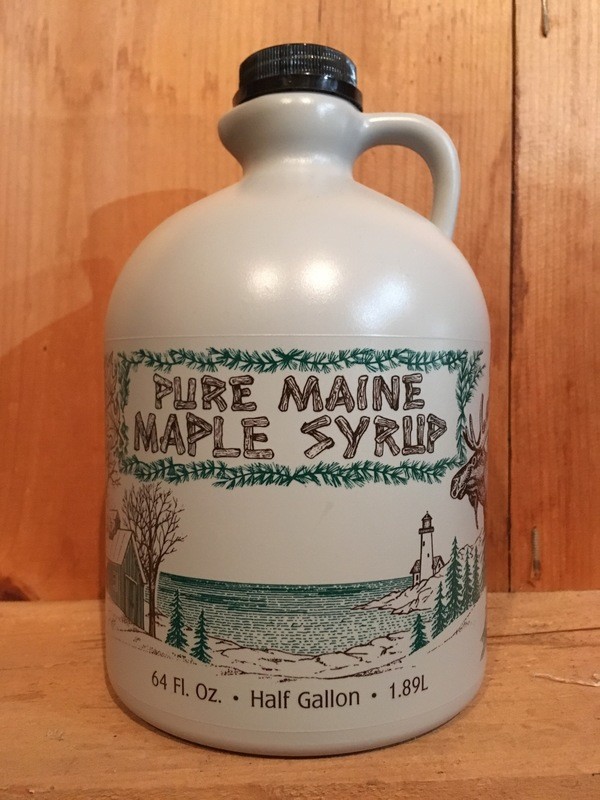 PURE MAINE
MAPLE SYRUP
64 Fl. Oz. • Half Gallon • 1.89L